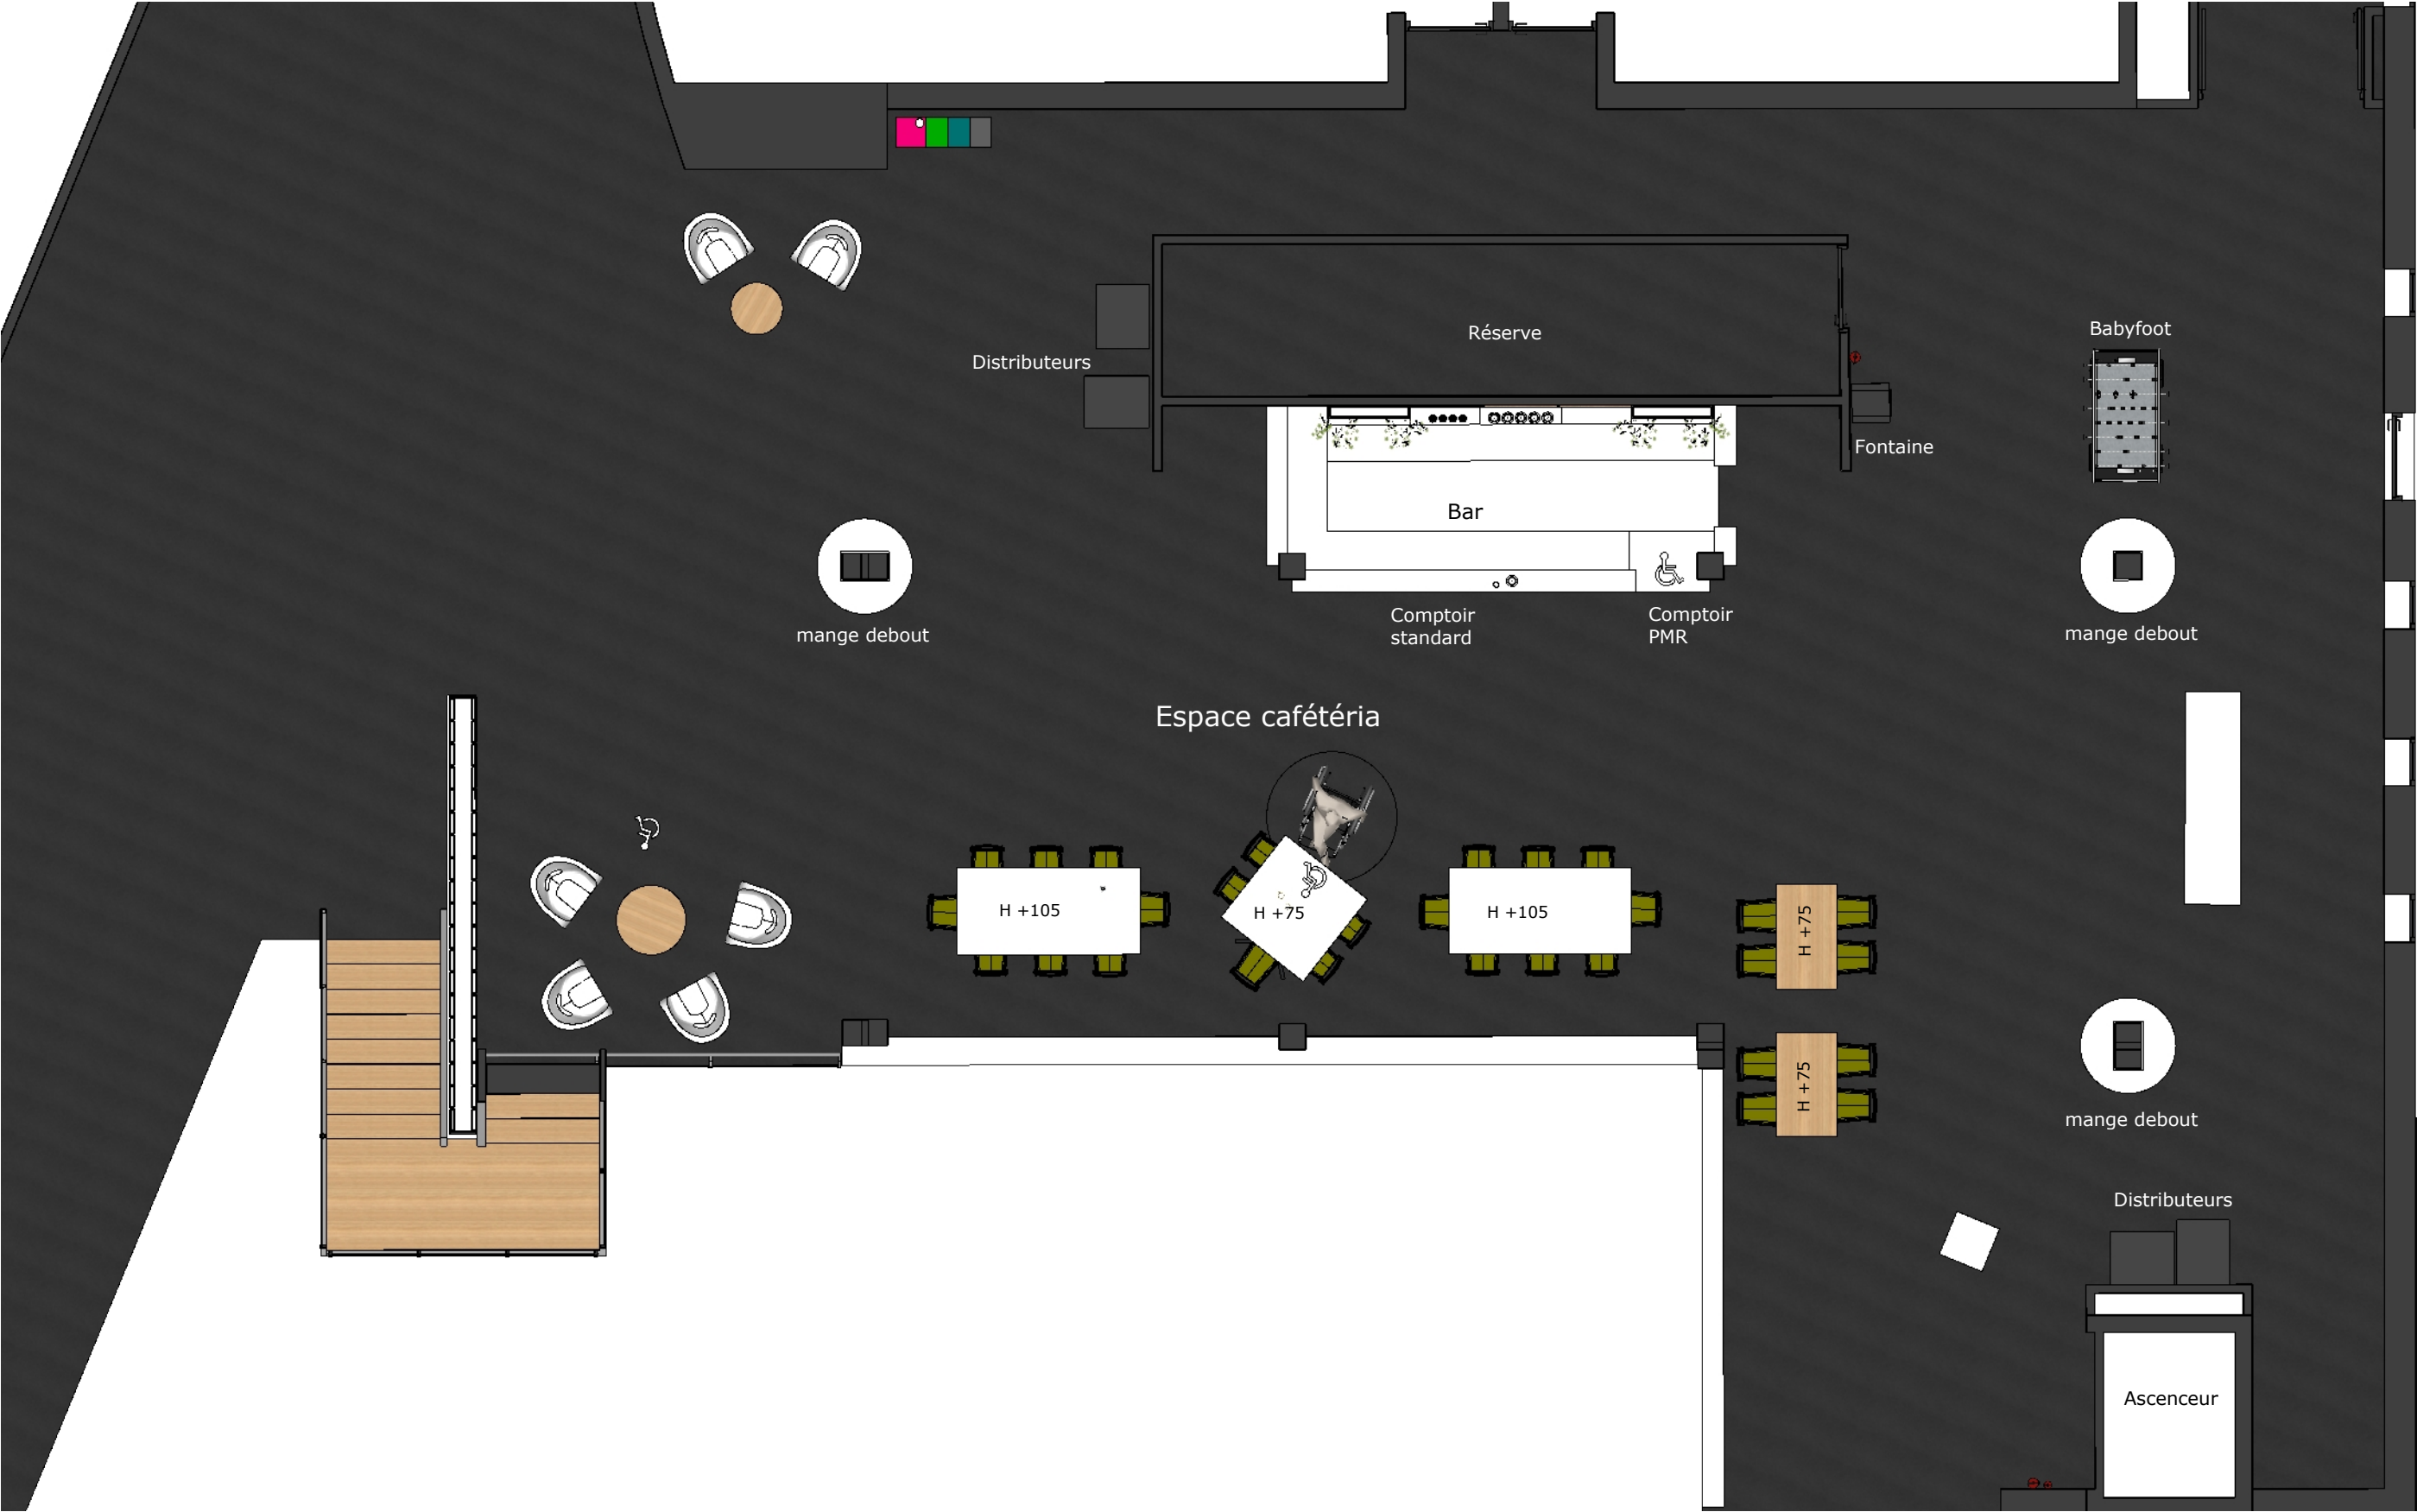 Babyfoot
Réserve
Distributeurs
Fontaine
Bar
Comptoir
standard
Comptoir
PMR
mange debout
mange debout
Espace cafétéria
H +105
H +75
H +105
H +75
H +75
mange debout
Distributeurs
Ascenceur